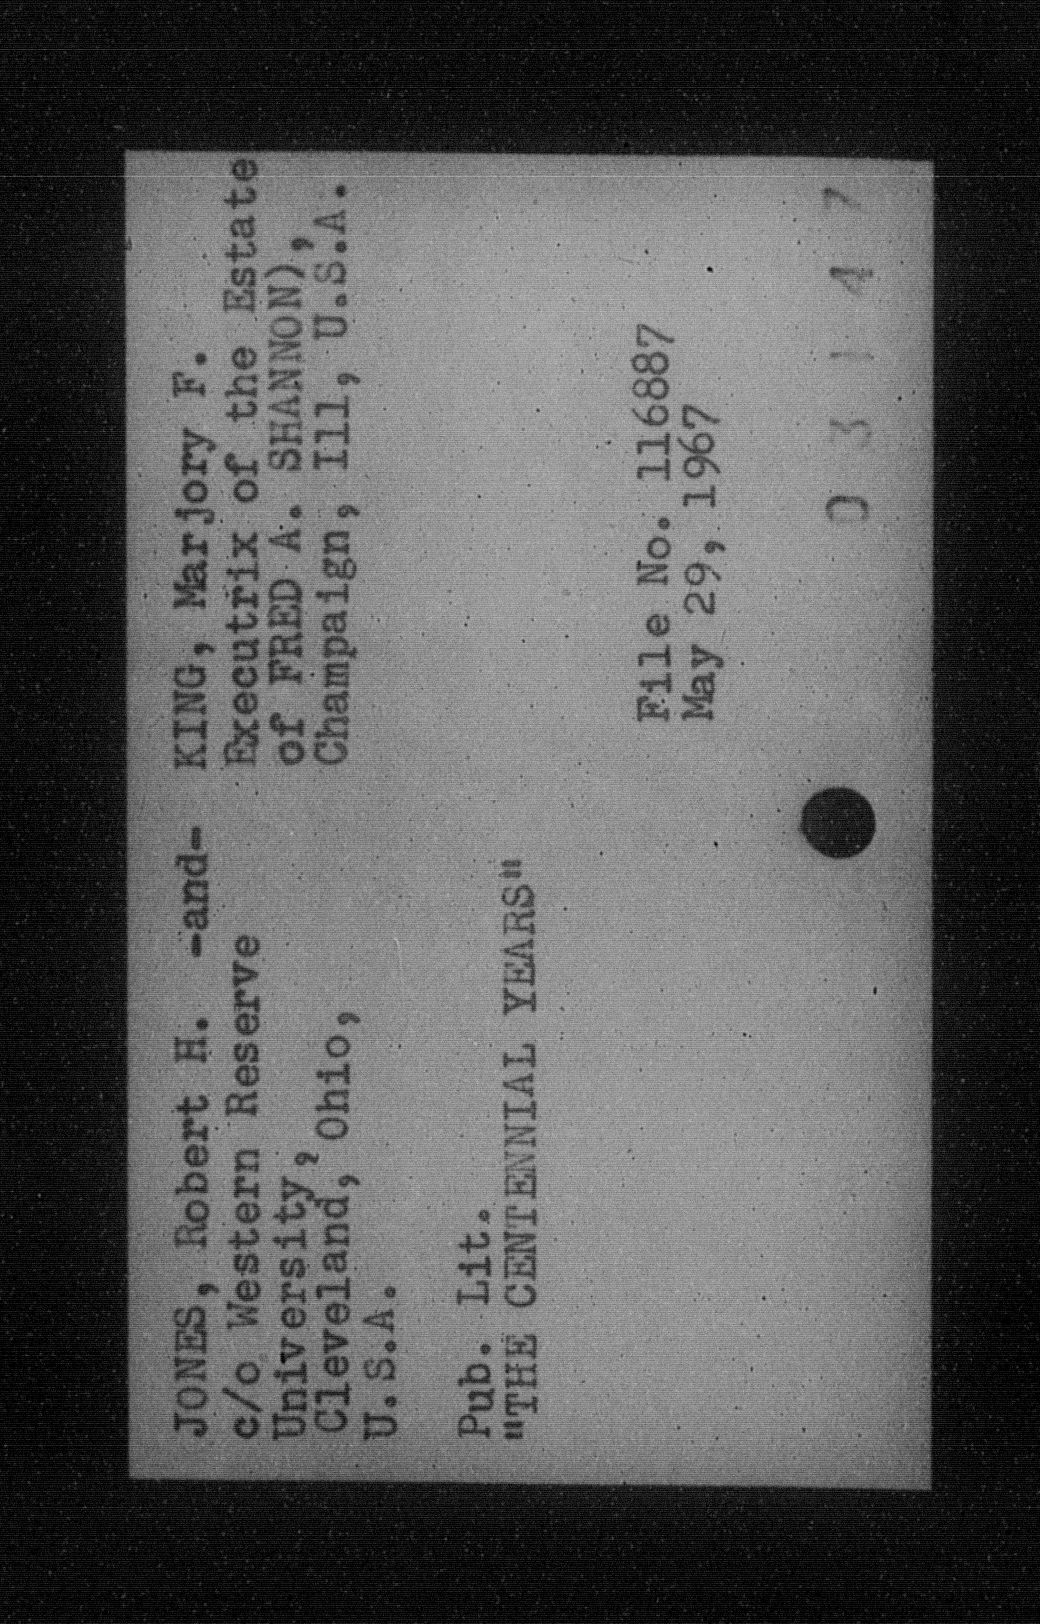 JONES, Robert H. -and- KING, Marjory F.
c/o Western Reserve Executrix of the Estate
University, of FRED A. SHANNON),
Cleveland, Ohio, Champaign, Ill, U.S.A.
U.S.A.
Pub. Lit.
"THE CENTENNIAL YEARS"
File No. 116887
May 29, 1967
0 3 1 4 7